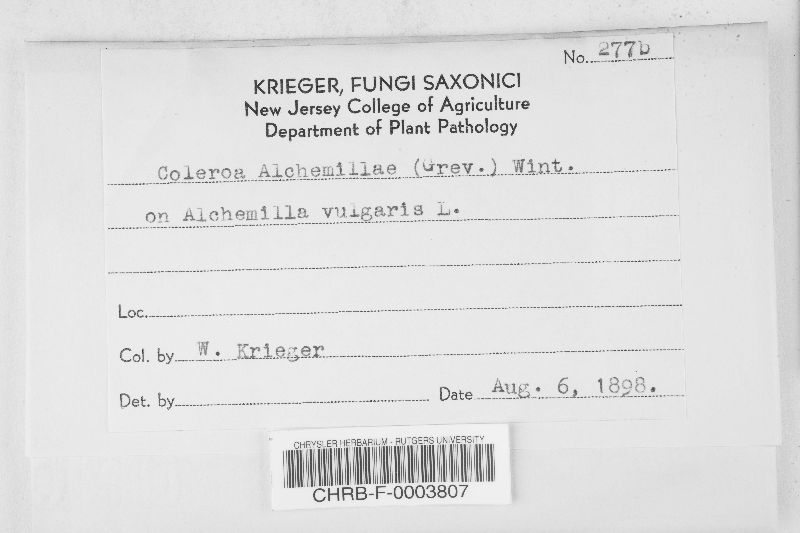 No. 277b
KRIEGER, FUNGI SAXONICI
New Jersey College of Agriculture
Department of Plant Pathology
Coleroa Alchemillae (Grev.) Wint.
on Alchemilla vulgaris L.
Loc.
Col. by W. Krieger
Det. by Date Aug. 6, 1898.
CHRYSLER HERBARIUM - RUTGERS UNIVERSITY
CHRB-F-0003807